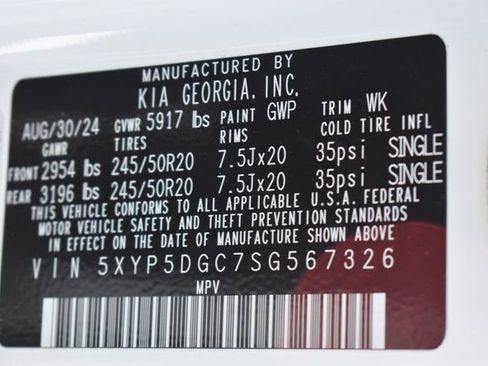 MANUFACTURED BY
KIA GEORGIA, INC.
AUG/30/24 GVWR 5917 lbs PAINT GWP TRIM WK
GAWR TIRES RIMS COLD TIRE INFL
FRONT 2954 lbs 245/50R20 7.5Jx20 35psi SINGLE
REAR 3196 lbs 245/50R20 7.5Jx20 35psi SINGLE
THIS VEHICLE CONFORMS TO ALL APPLICABLE U.S.A. FEDERAL
MOTOR VEHICLE SAFETY AND THEFT PREVENTION STANDARDS
IN EFFECT ON THE DATE OF MANUFACTURE SHOWN ABOVE
VIN 5XYP5DGC7SG567326
MPV